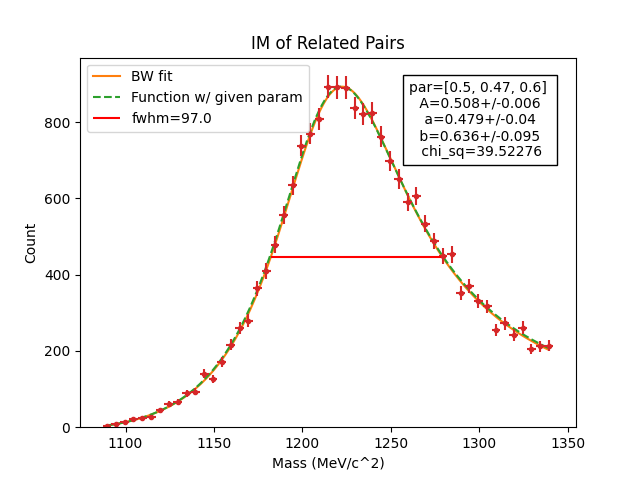 IM of Related Pairs
BW fit
Function w/ given param
fwhm=97.0
par=[0.5, 0.47, 0.6]
A=0.508+/-0.006
a=0.479+/-0.04
b=0.636+/-0.095
chi_sq=39.52276
Count
800
600
400
200
0
1100
1150
1200
1250
1300
1350
Mass (MeV/c^2)